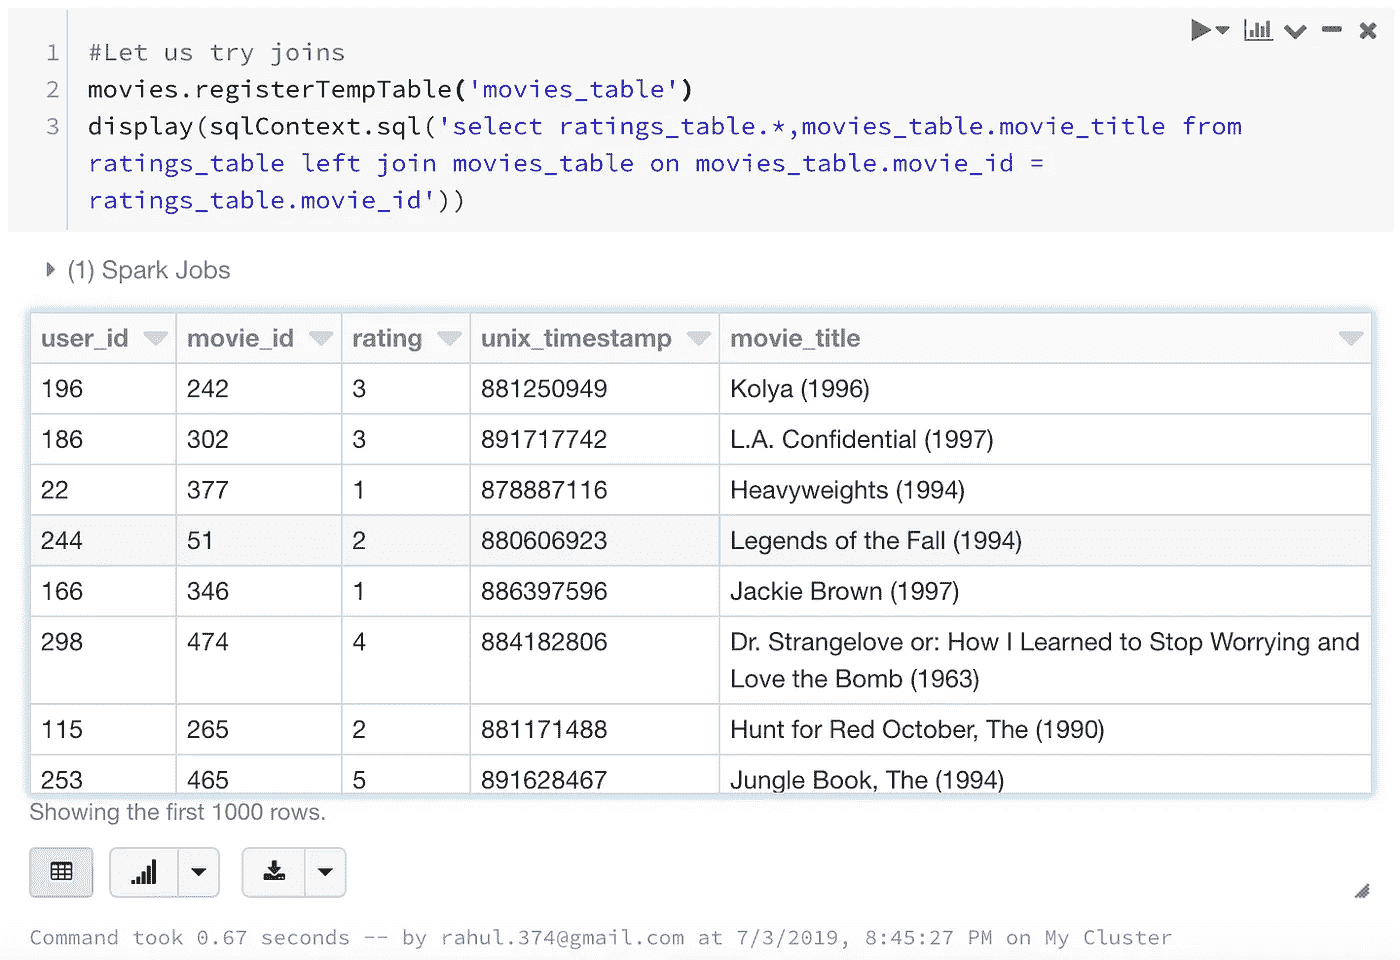 1 #Let us try joins
2 movies.registerTempTable('movies_table')
3 display(sqlContext.sql('select ratings_table.*,movies_table.movie_title from
ratings_table left join movies_table on movies_table.movie_id =
ratings_table.movie_id'))
(1) Spark Jobs
user_id movie_id rating unix_timestamp movie_title
196 242 3 881250949 Kolya (1996)
186 302 3 891717742 L.A. Confidential (1997)
22 377 1 878887116 Heavyweights (1994)
244 51 2 880606923 Legends of the Fall (1994)
166 346 1 886397596 Jackie Brown (1997)
298 474 4 884182806 Dr. Strangelove or: How I Learned to Stop Worrying and
Love the Bomb (1963)
115 265 2 881171488 Hunt for Red October, The (1990)
253 465 5 891628467 Jungle Book, The (1994)
Showing the first 1000 rows.
Command took 0.67 seconds -- by rahul.374@gmail.com at 7/3/2019, 8:45:27 PM on My Cluster